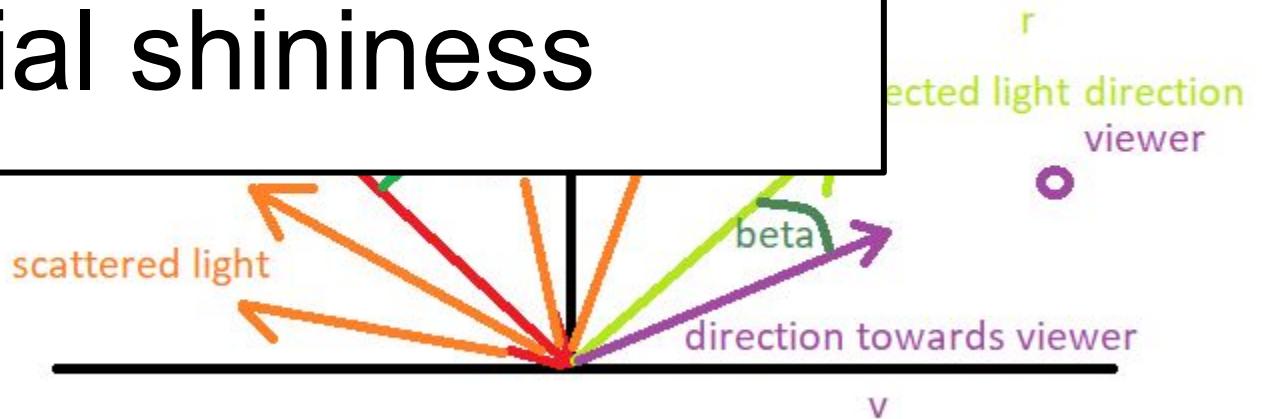 ial shininess
r
ected light direction
viewer
beta
scattered light
direction towards viewer
v